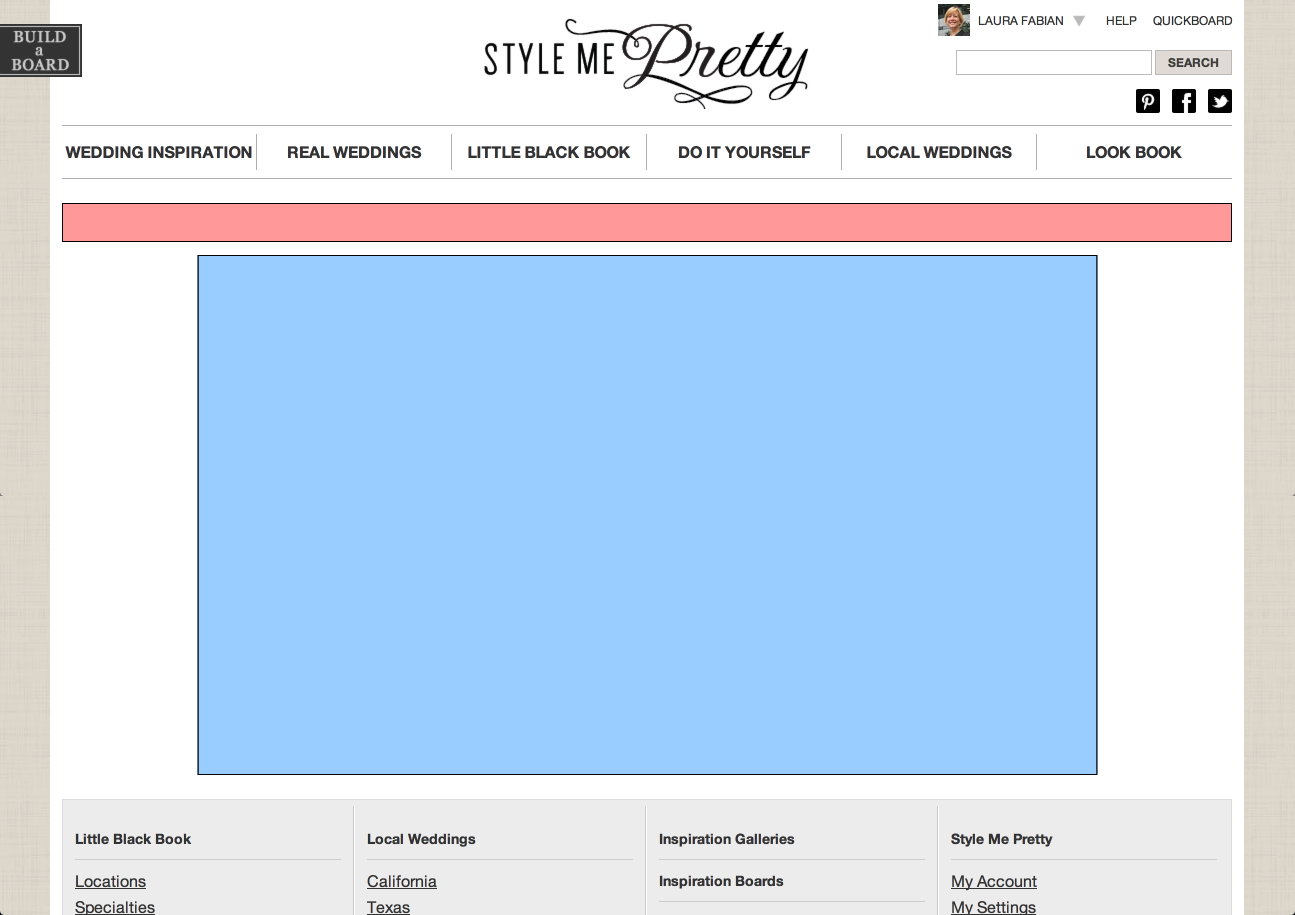 BUILD
a
BOARD
STYLE ME Pretty
LAURA FABIAN HELP QUICKBOARD
SEARCH
WEDDING INSPIRATION REAL WEDDINGS LITTLE BLACK BOOK DO IT YOURSELF LOCAL WEDDINGS LOOK BOOK
Little Black Book Local Weddings Inspiration Galleries Style Me Pretty
Locations California Inspiration Boards My Account
Specialties Texas My Settings